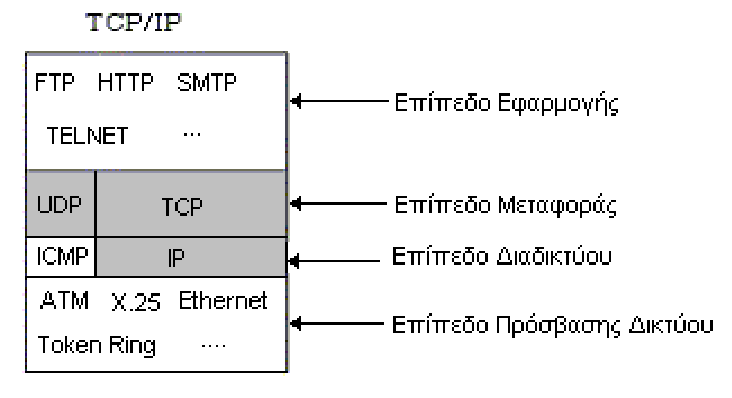 TCP/IP
FTP HTTP SMTP
TELNET ...
Επίπεδο Εφαρμογής
UDP TCP
Επίπεδο Μεταφοράς
ICMP IP
Επίπεδο Διαδικτύου
ATM X.25 Ethernet
Token Ring ....
Επίπεδο Πρόσβασης Δικτύου